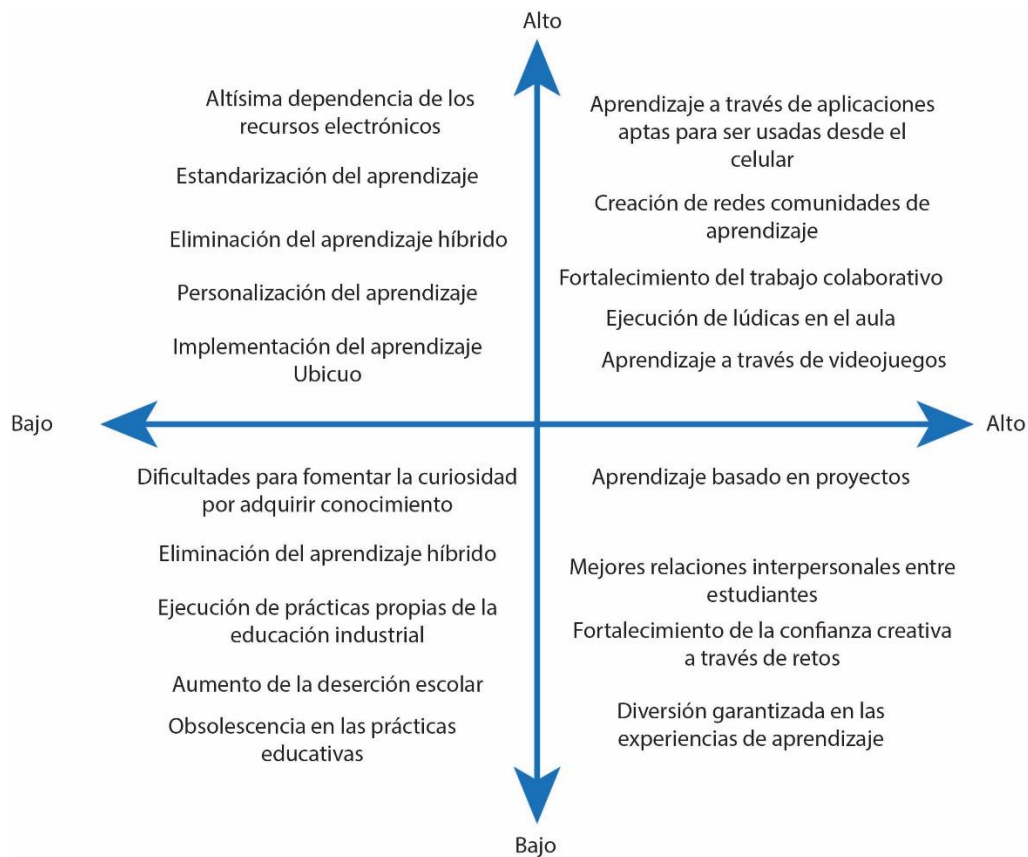 Alto
Altísima dependencia de los
recursos electrónicos
Estandarización del aprendizaje
Eliminación del aprendizaje híbrido
Personalización del aprendizaje
Implementación del aprendizaje
Ubicuo
Aprendizaje a través de aplicaciones
aptas para ser usadas desde el
celular
Creación de redes comunidades de
aprendizaje
Fortalecimiento del trabajo colaborativo
Ejecución de lúdicas en el aula
Aprendizaje a través de videojuegos
Bajo
Alto
Dificultades para fomentar la curiosidad
por adquirir conocimiento
Eliminación del aprendizaje híbrido
Ejecución de prácticas propias de la
educación industrial
Aumento de la deserción escolar
Obsolescencia en las prácticas
educativas
Aprendizaje basado en proyectos
Mejores relaciones interpersonales entre
estudiantes
Fortalecimiento de la confianza creativa
a través de retos
Diversión garantizada en las
experiencias de aprendizaje
Bajo